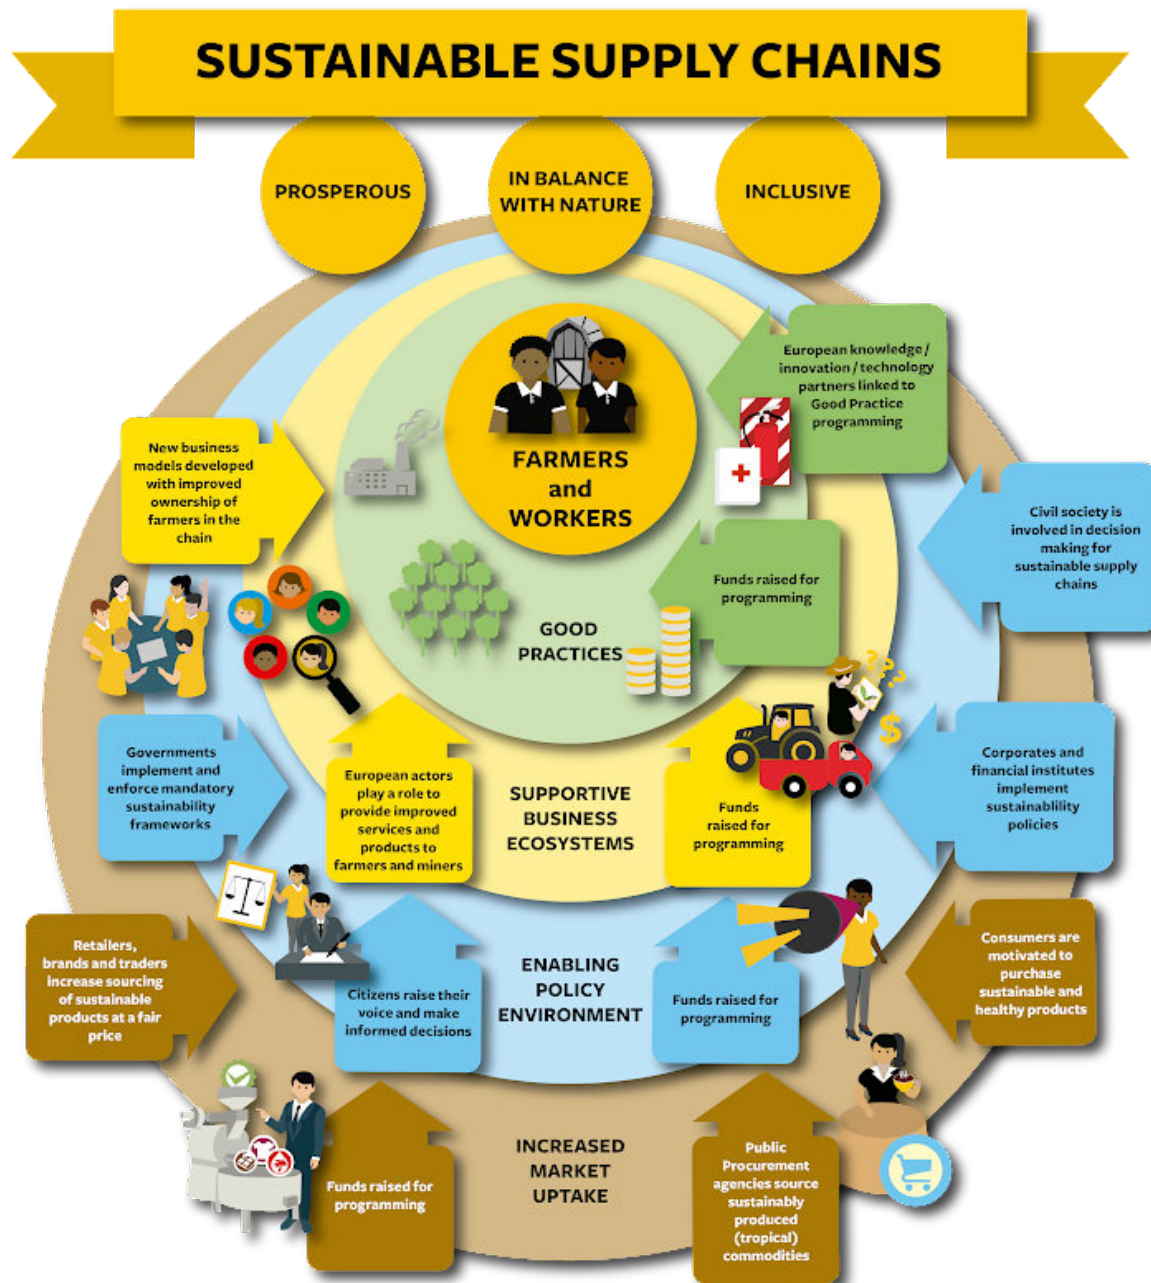 SUSTAINABLE SUPPLY CHAINS
PROSPEROUS
IN BALANCE
WITH NATURE
INCLUSIVE
FARMERS
and
WORKERS
European knowledge/
innovation/technology
partners linked to
Good Practice
programming
New business
models developed
with improved
ownership of
farmers in the
chain
Civil society is
involved in decision
making for
sustainable supply
chains
Funds raised for
programming
GOOD
PRACTICES
???
$
Governments
implement and
enforce mandatory
sustainability
frameworks
European actors
play a role to
provide improved
services and
products to
farmers and miners
SUPPORTIVE
BUSINESS
ECOSYSTEMS
Funds
raised for
programming
Corporates and
financial institutes
implement
sustainablility
policies
Retailers,
brands and traders
increase sourcing
of sustainable
products at a fair
price
Citizens raise their
voice and make
informed decisions
ENABLING
POLICY
ENVIRONMENT
Funds raised for
programming
Consumers are
motivated to
purchase
sustainable and
healthy products
Funds raised for
programming
INCREASED
MARKET
UPTAKE
Public
Procurement
agencies source
sustainably
produced
(tropical)
commodities